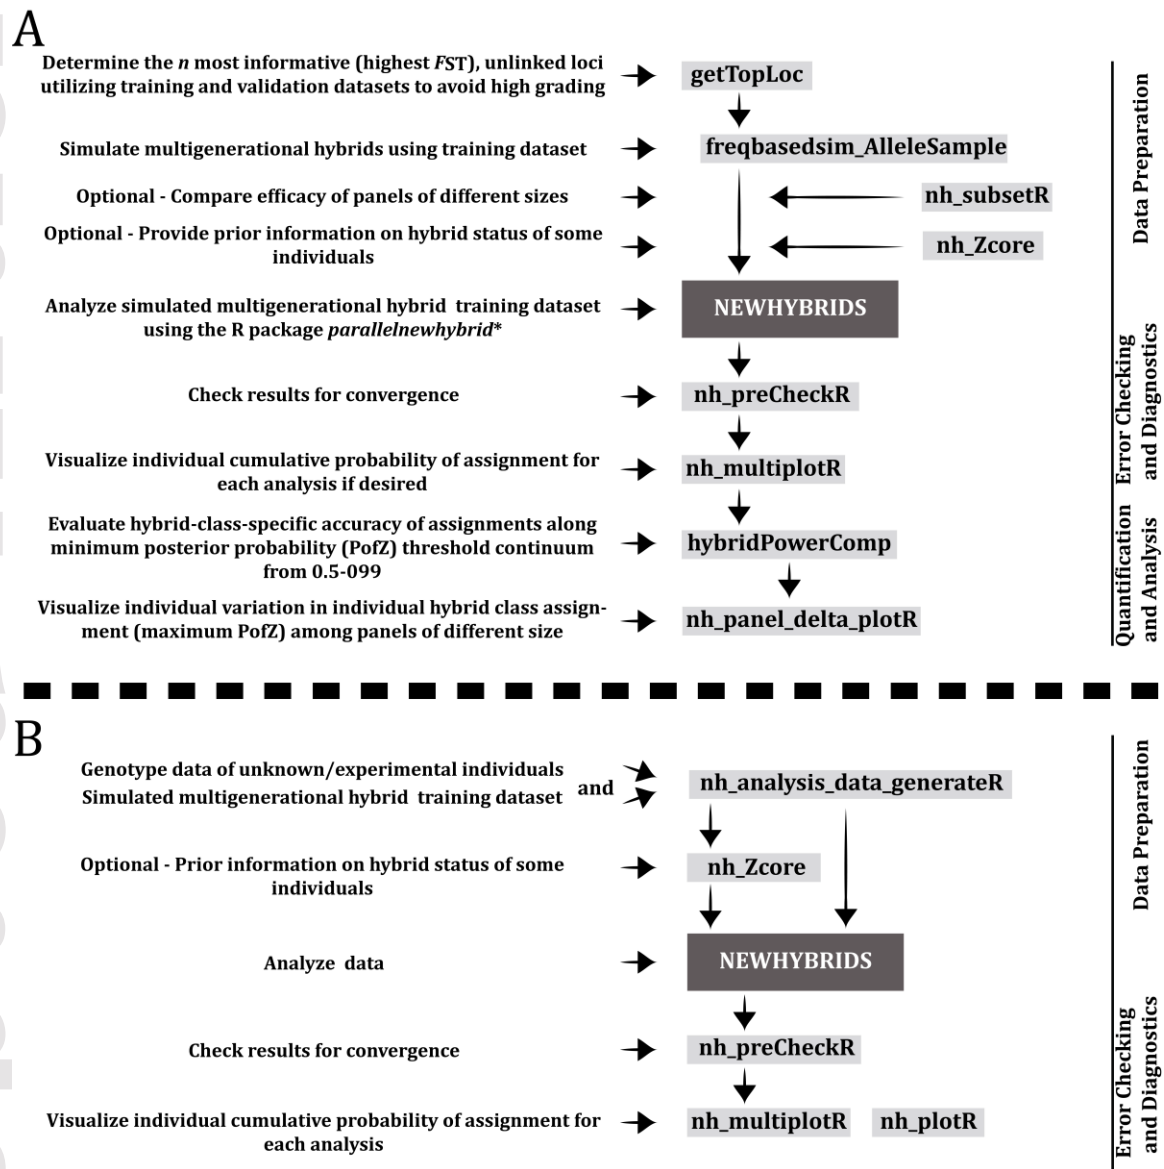 A
Determine the n most informative (highest FST), unlinked loci
utilizing training and validation datasets to avoid high grading
getTopLoc
Simulate multigenerational hybrids using training dataset
freqbasedsim_AlleleSample
Optional - Compare efficacy of panels of different sizes
nh_subsetR
Optional - Provide prior information on hybrid status of some
individuals
nh_Zcore
Data Preparation
Analyze simulated multigenerational hybrid training dataset
using the R package parallelnewhybrid*
NEWHYBRIDS
Check results for convergence
nh_preCheckR
Visualize individual cumulative probability of assignment for
each analysis if desired
nh_multiplotR
Error Checking
and Diagnostics
Evaluate hybrid-class-specific accuracy of assignments along
minimum posterior probability (PofZ) threshold continuum
from 0.5-099
hybridPowerComp
Visualize individual variation in individual hybrid class assign-
ment (maximum PofZ) among panels of different size
nh_panel_delta_plotR
Quantification
and Analysis
B
Genotype data of unknown/experimental individuals
Simulated multigenerational hybrid training dataset
and
nh_analysis_data_generateR
Optional - Prior information on hybrid status of some
individuals
nh_Zcore
Data Preparation
Analyze data
NEWHYBRIDS
Check results for convergence
nh_preCheckR
Visualize individual cumulative probability of assignment for
each analysis
nh_multiplotR
nh_plotR
Error Checking
and Diagnostics